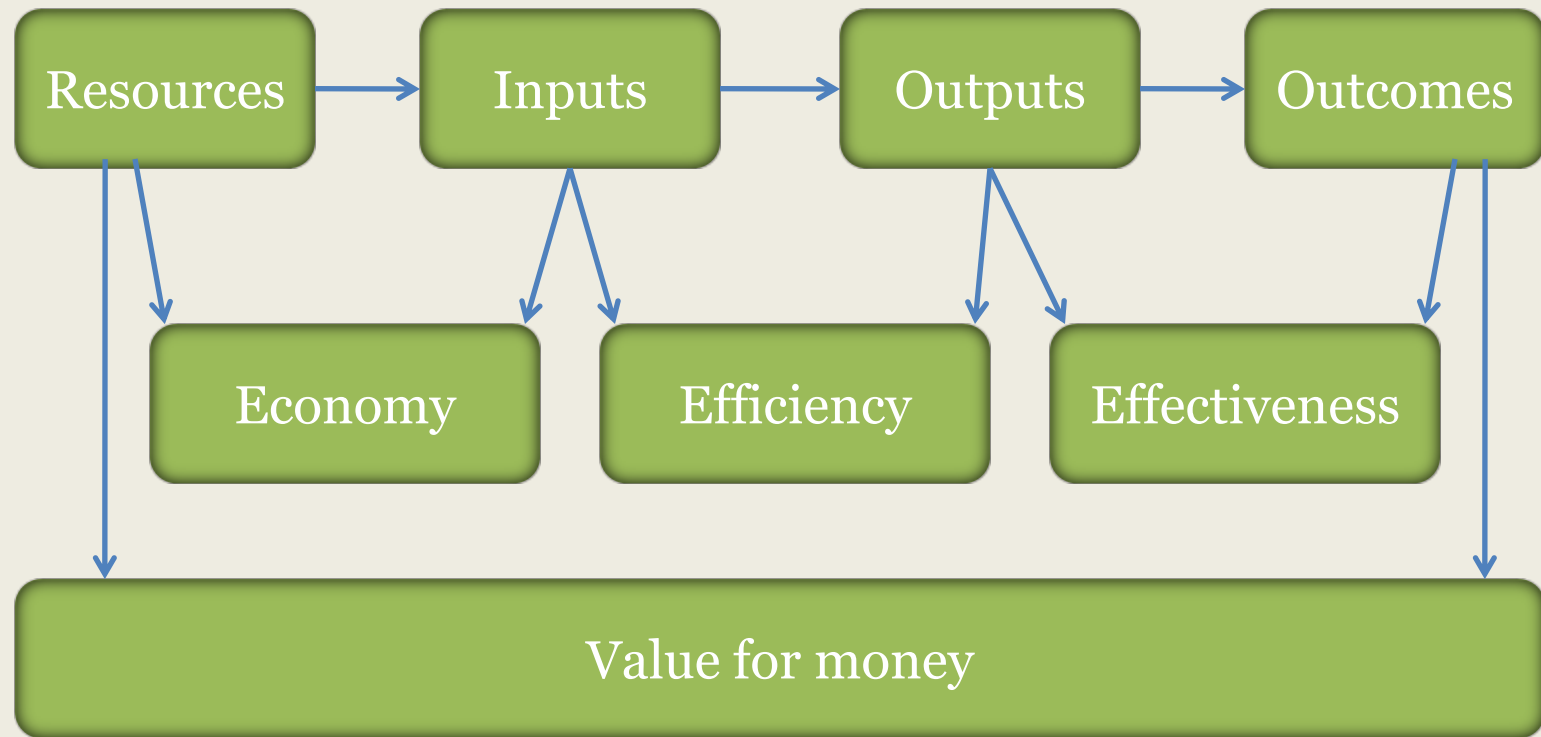 Resources
Inputs
Outputs
Outcomes
Economy
Efficiency
Effectiveness
Value for money